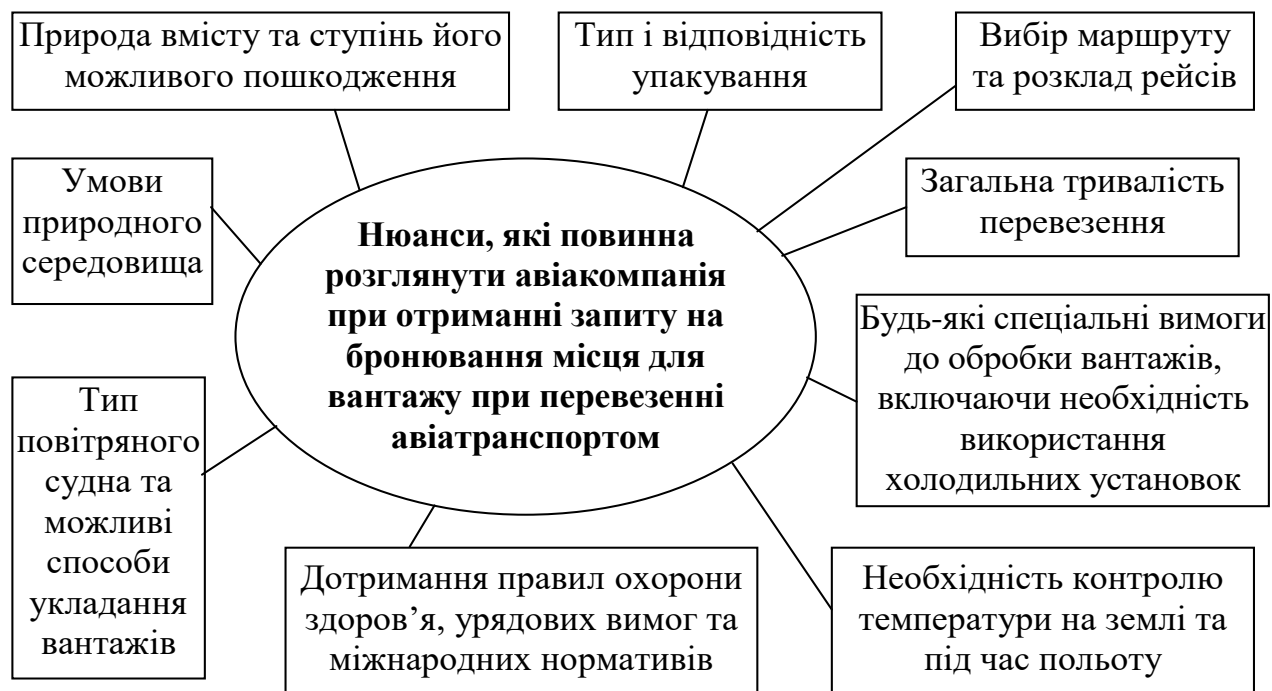 Природа вмісту та ступінь його
можливого пошкодження
Тип і відповідність
упакування
Вибір маршруту
та розклад рейсів
Умови
природного
середовища
Загальна тривалість
перевезення
Нюанси, які повинна
розглянути авіакомпанія
при отриманні запиту на
бронювання місця для
вантажу при перевезенні
авіатранспортом
Будь-які спеціальні вимоги
до обробки вантажів,
включаючи необхідність
використання
холодильних установок
Тип
повітряного
судна та
можливі
способи
укладання
вантажів
Дотримання правил охорони
здоров’я, урядових вимог та
міжнародних нормативів
Необхідність контролю
температури на землі та
під час польоту